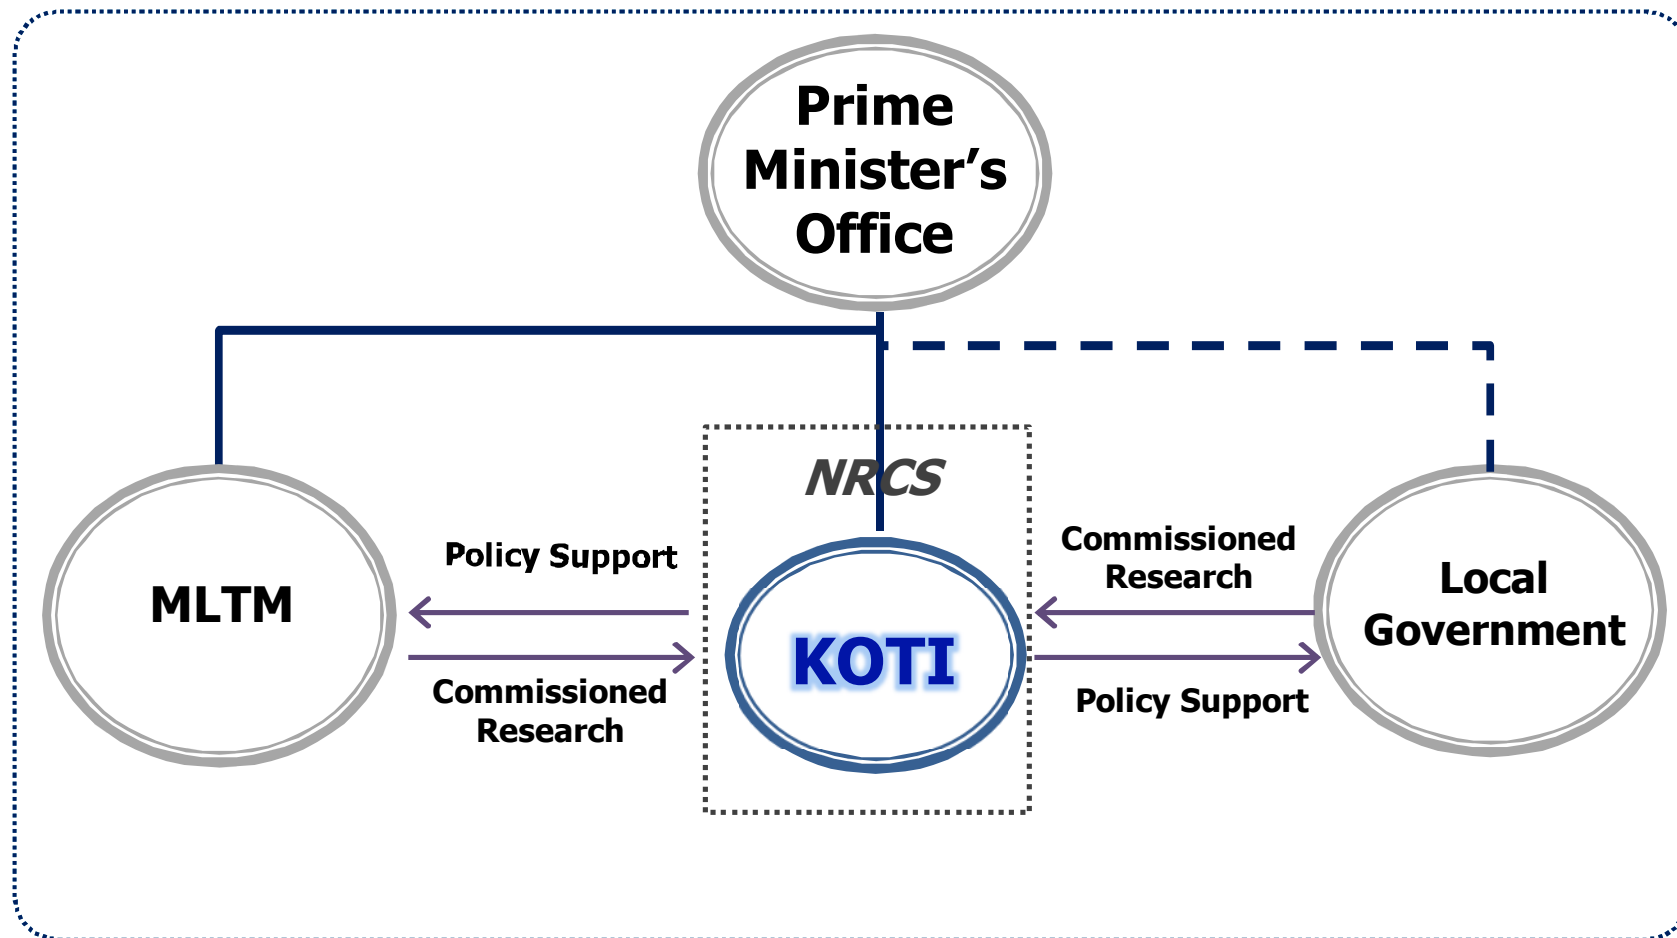 Prime
Minister’s
Office
NRCS
Policy Support
Commissioned
Research
MLTM
Local
Government
KOTI
Commissioned
Research
Policy Support